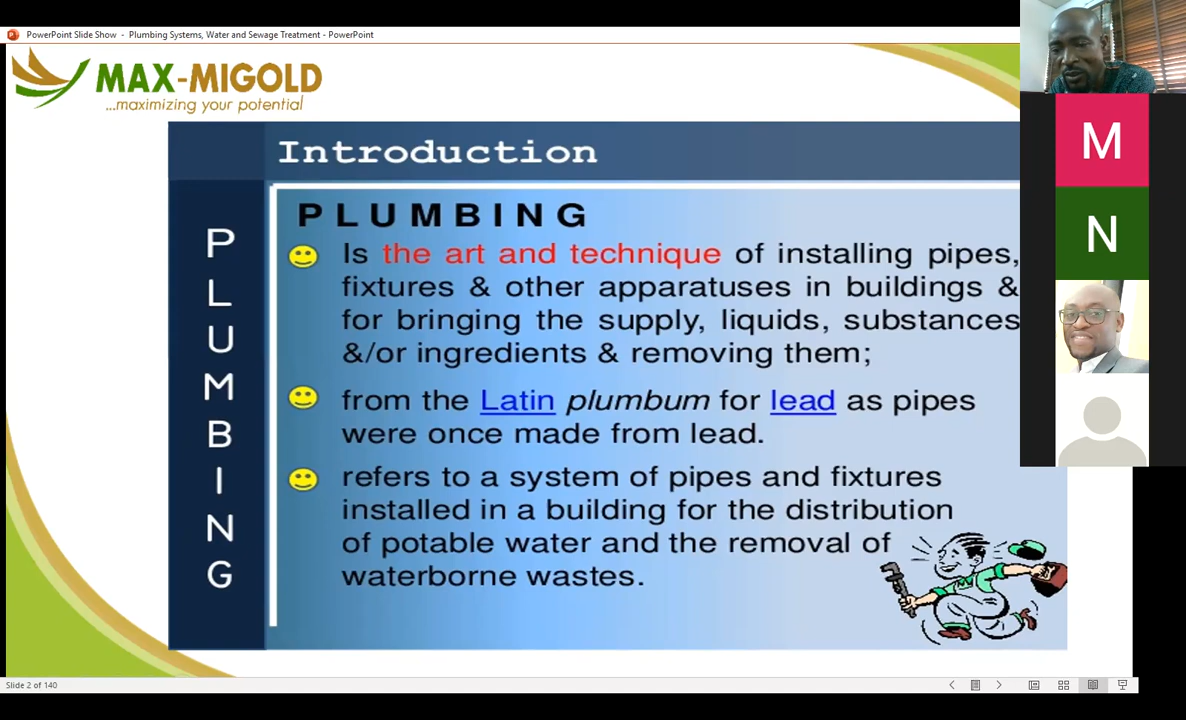 PowerPoint Slide Show - Plumbing Systems, Water and Sewage Treatment - PowerPoint
MAX-MIGOLD
...maximizing your potential
Introduction
PLUMBING
PLUMBING
Is the art and technique of installing pipes,
fixtures & other apparatuses in buildings &
for bringing the supply, liquids, substances
&/or ingredients & removing them;
from the Latin plumbum for lead as pipes
were once made from lead.
refers to a system of pipes and fixtures
installed in a building for the distribution
of potable water and the removal of
waterborne wastes.
M
N
Slide 2 of 140